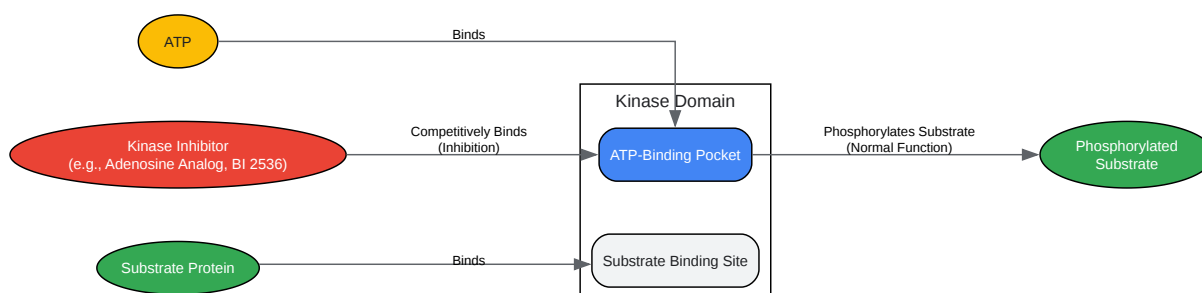 ATP
Binds
Kinase Domain
Kinase Inhibitor
(e.g., Adenosine Analog, BI 2536)
Competitively Binds
(Inhibition)
ATP-Binding Pocket
Phosphorylates Substrate
(Normal Function)
Phosphorylated
Substrate
Substrate Protein
Binds
Substrate Binding Site